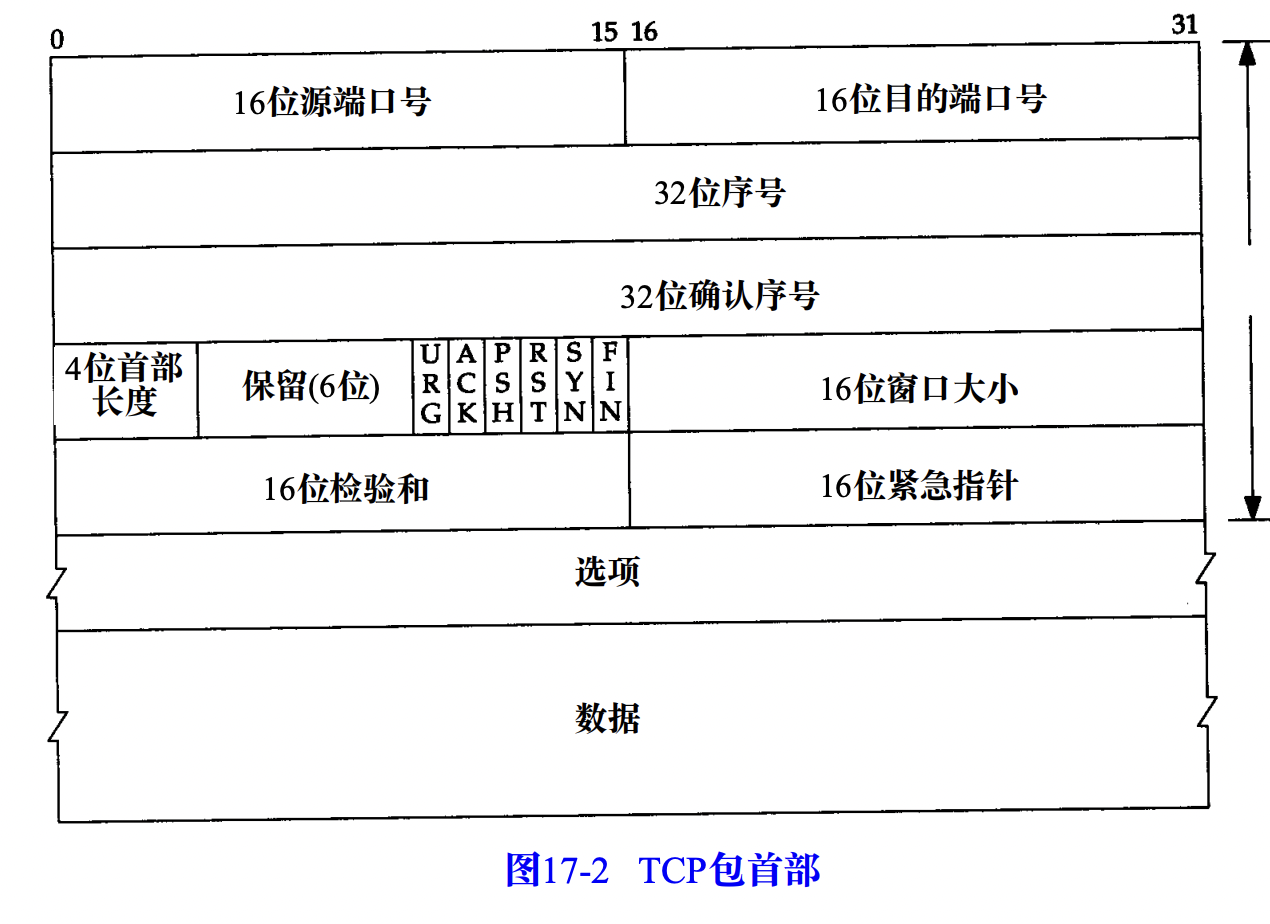 0 15 16 31
16位源端口号 16位目的端口号
32位序号
32位确认序号
4位首部
长度
保留(6位)
URG
ACK
PSH
RST
SYN
FIN
16位窗口大小
16位检验和 16位紧急指针
选项
数据
图17-2 TCP包首部